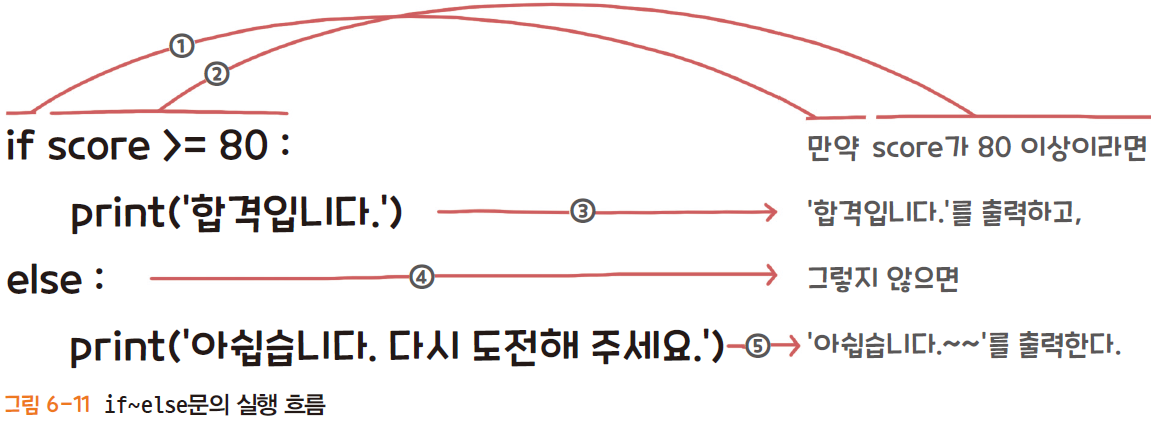 ①
②
if score >= 80 : 만약 score가 80 이상이라면
print('합격입니다.') ③ '합격입니다.'를 출력하고,
else : ④ 그렇지 않으면
print('아쉽습니다. 다시 도전해 주세요.') ⑤ '아쉽습니다.~~'를 출력한다.
그림 6-11 if~else문의 실행 흐름